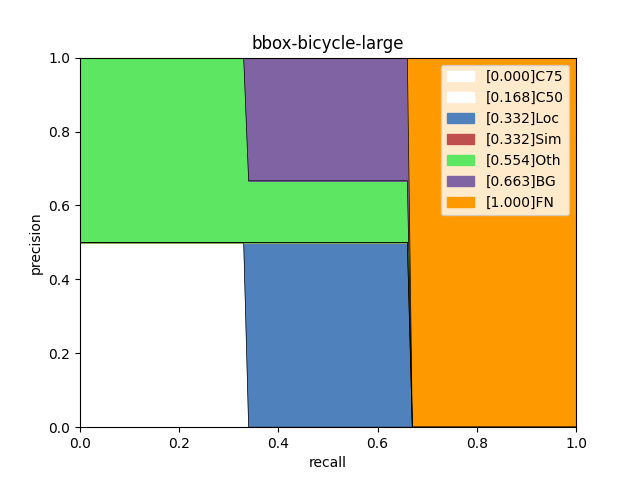 bbox-bicycle-large
1.0
0.8
0.6
0.4
0.2
0.0
precision
[0.000]C75
[0.168]C50
[0.332]Loc
[0.332]Sim
[0.554]Oth
[0.663]BG
[1.000]FN
0.0 0.2 0.4 0.6 0.8 1.0
recall